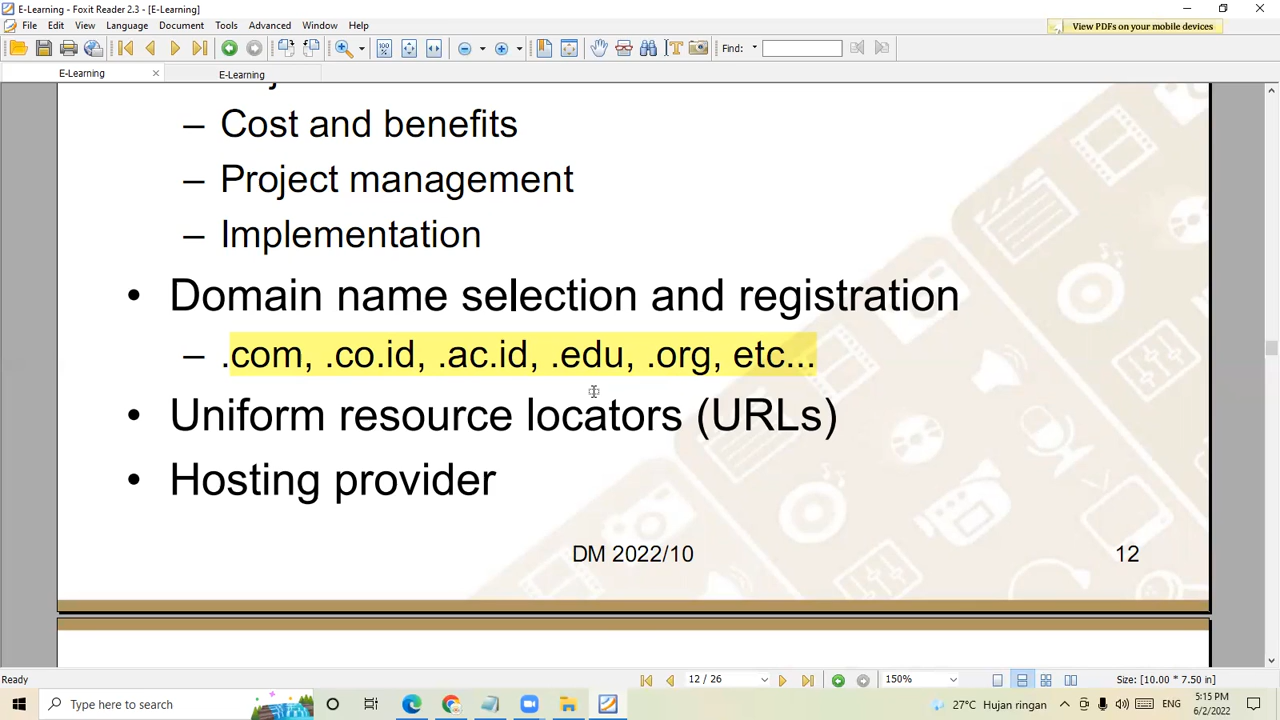 E-Learning - Foxit Reader 2.3 - [E-Learning]
File Edit View Language Document Tools Advanced Window Help
View PDFs on your mobile devices
Find:
E-Learning
E-Learning
– Cost and benefits
– Project management
– Implementation
• Domain name selection and registration
– .com, .co.id, .ac.id, .edu, .org, etc...
• Uniform resource locators (URLs)
• Hosting provider
DM 2022/10
12
Ready
12 / 26
150%
Size: [10.00 * 7.50 in]
Type here to search
27°C Hujan ringan
ENG
5:15 PM
6/2/2022